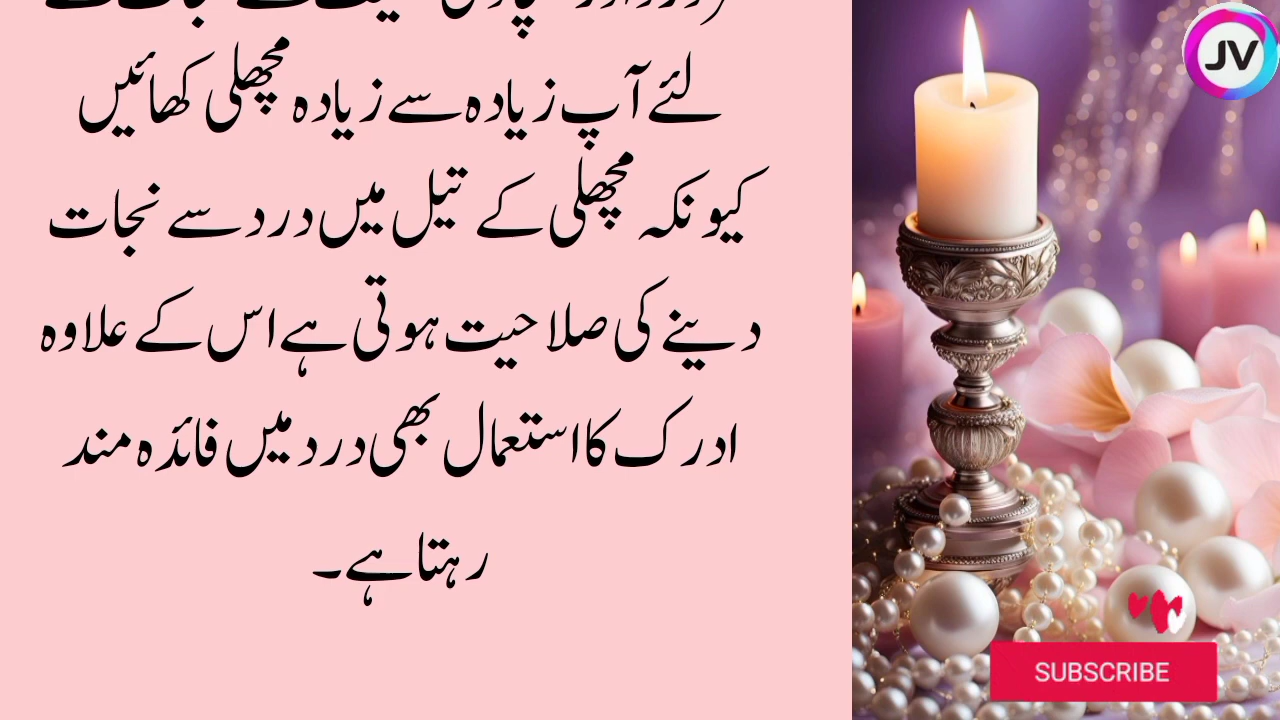 لئے آپ زیادہ سے زیادہ مچھلی کھائیں
کیونکہ مچھلی کے تیل میں درد سے نجات
دینے کی صلاحیت ہوتی ہے اس کے علاوہ
ادرک کا استعمال بھی درد میں فائدہ مند
رہتا ہے۔
JV
SUBSCRIBE